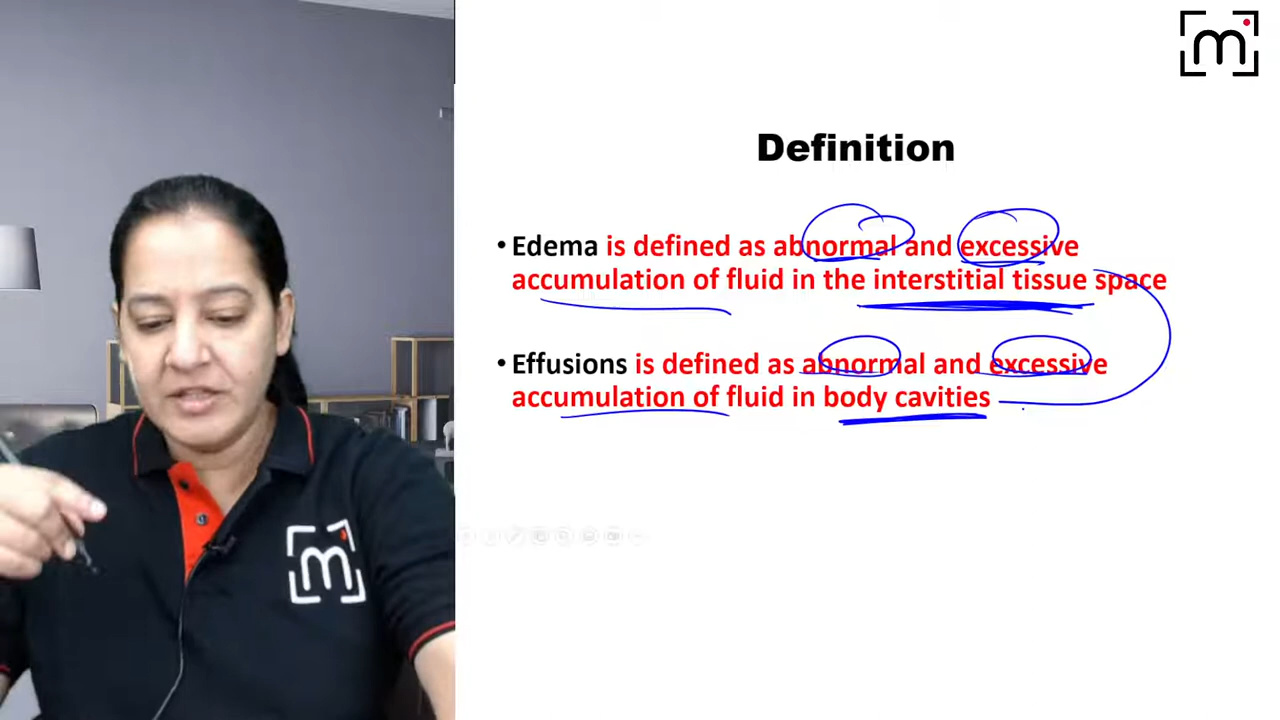 m
Definition
• Edema is defined as abnormal and excessive
accumulation of fluid in the interstitial tissue space
• Effusions is defined as abnormal and excessive
accumulation of fluid in body cavities
m